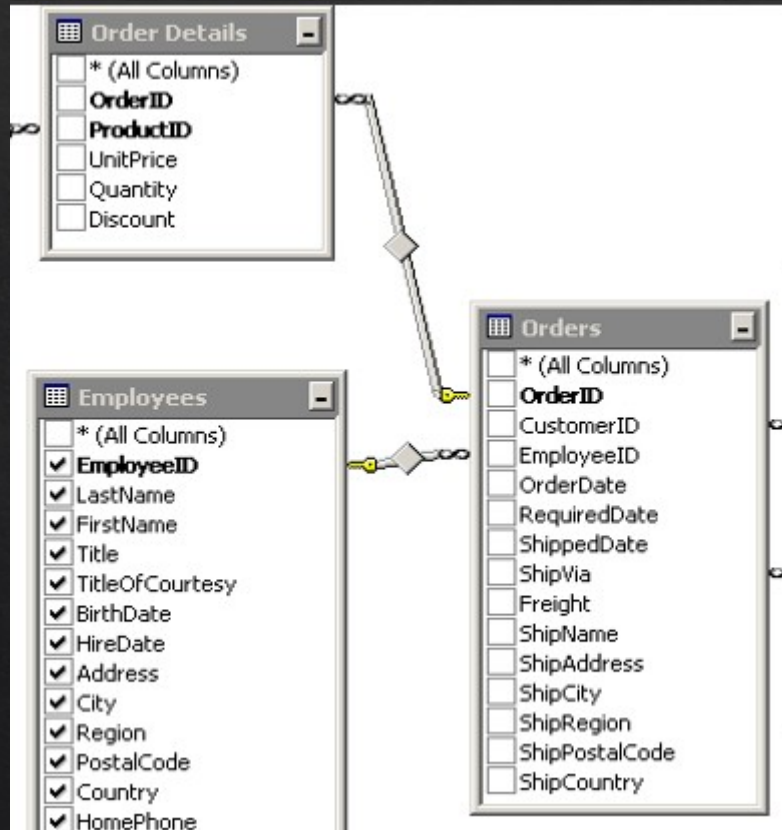 Order Details
* (All Columns)
OrderID
ProductID
UnitPrice
Quantity
Discount
Employees
* (All Columns)
EmployeeID
LastName
FirstName
Title
TitleOfCourtesy
BirthDate
HireDate
Address
City
Region
PostalCode
Country
HomePhone
Orders
* (All Columns)
OrderID
CustomerID
EmployeeID
OrderDate
RequiredDate
ShippedDate
ShipVia
Freight
ShipName
ShipAddress
ShipCity
ShipRegion
ShipPostalCode
ShipCountry